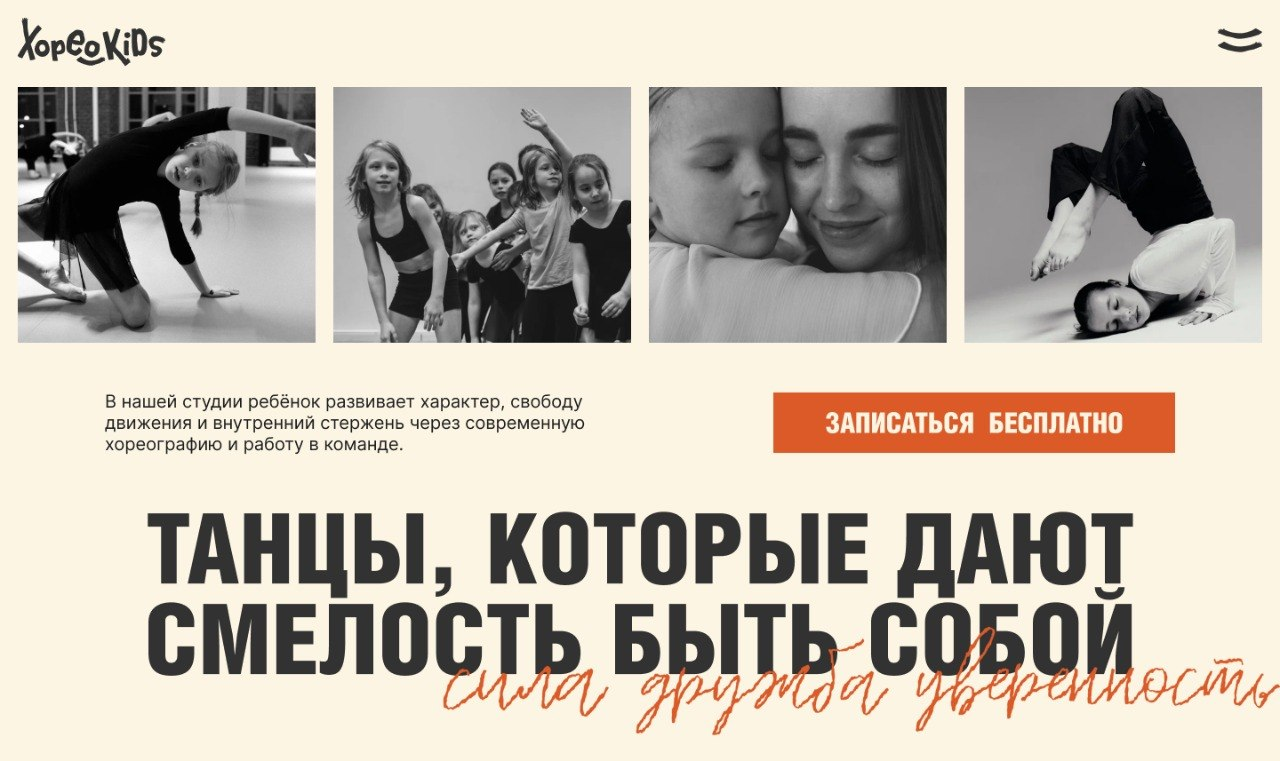 ХореоKiDs
В нашей студии ребёнок развивает характер, свободу
движения и внутренний стержень через современную
хореографию и работу в команде.
ЗАПИСАТЬСЯ БЕСПЛАТНО
ТАНЦЫ, КОТОРЫЕ ДАЮТ
СМЕЛОСТЬ БЫТЬ СОБОЙ
сила дружба уверенность